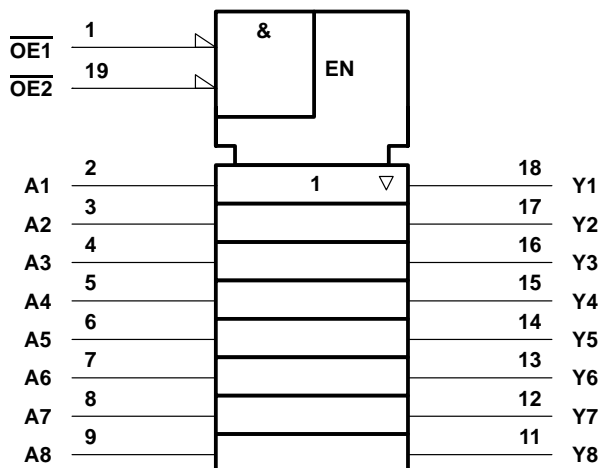 &
EN
OE1 1
OE2 19
1 ▽
A1 2 18 Y1
A2 3 17 Y2
A3 4 16 Y3
A4 5 15 Y4
A5 6 14 Y5
A6 7 13 Y6
A7 8 12 Y7
A8 9 11 Y8